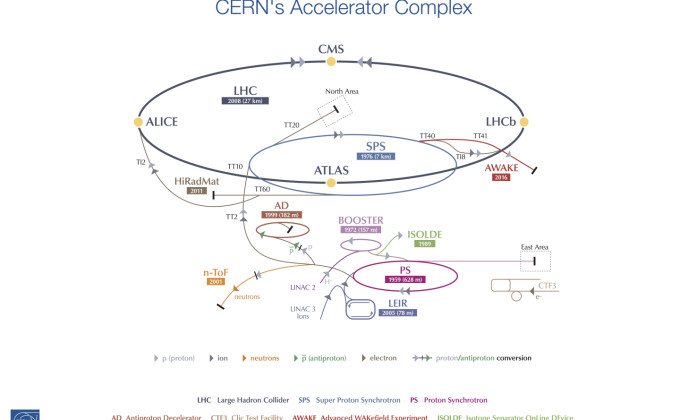 CERN's Accelerator Complex
CMS
LHC
2008 (27 km)
North Area
ALICE
LHCb
TT20
TT40
TT41
SPS
1976 (7 km)
TI2
TI8
TT10
ATLAS
AWAKE
2016
HiRadMat
2011
TT60
AD
1999 (182 m)
TT2
BOOSTER
1972 (157 m)
ISOLDE
1989
p
p
East Area
n-ToF
2001
PS
1959 (628 m)
LINAC 2
H+
neutrons
CTF3
e-
LINAC 3
Ions
LEIR
2005 (78 m)
p (proton)
ion
neutrons
p̅ (antiproton)
electron
proton/antiproton conversion
LHC Large Hadron Collider SPS Super Proton Synchrotron PS Proton Synchrotron
AD Antiproton Decelerator CTF3 Clic Test Facility AWAKE Advanced WAKefield Experiment ISOLDE Isotope Separator OnLine DEvice
CERN